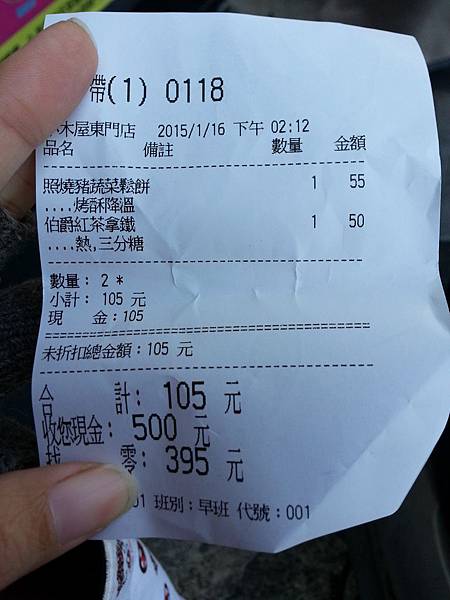 帶(1) 0118
木屋東門店 2015/1/16 下午 02:12
品名 備註 數量 金額
照燒豬蔬菜鬆餅 1 55
....烤酥降溫
伯爵紅茶拿鐵 1 50
....熱,三分糖
數量: 2 *
小計: 105 元
現 金:105
未折扣總金額:105 元
合 計: 105 元
收您現金: 500 元
找 零: 395 元
01 班別:早班 代號:001